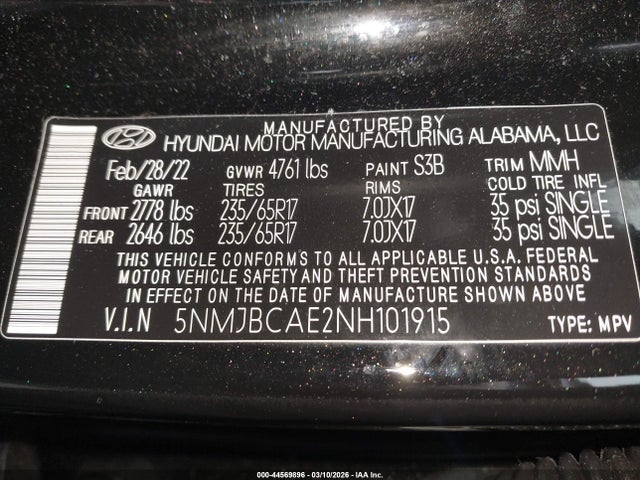 MANUFACTURED BY
HYUNDAI MOTOR MANUFACTURING ALABAMA, LLC
Feb/28/22 GVWR 4761 lbs PAINT S3B TRIM MMH
GAWR TIRES RIMS COLD TIRE INFL
FRONT 2778 lbs 235/65R17 7.0JX17 35 psi SINGLE
REAR 2646 lbs 235/65R17 7.0JX17 35 psi SINGLE
THIS VEHICLE CONFORMS TO ALL APPLICABLE U.S.A. FEDERAL
MOTOR VEHICLE SAFETY AND THEFT PREVENTION STANDARDS
IN EFFECT ON THE DATE OF MANUFACTURE SHOWN ABOVE
V.I.N 5NMJBCAE2NH101915 TYPE: MPV
000-44569896 — 03/10/2026 — IAA Inc.